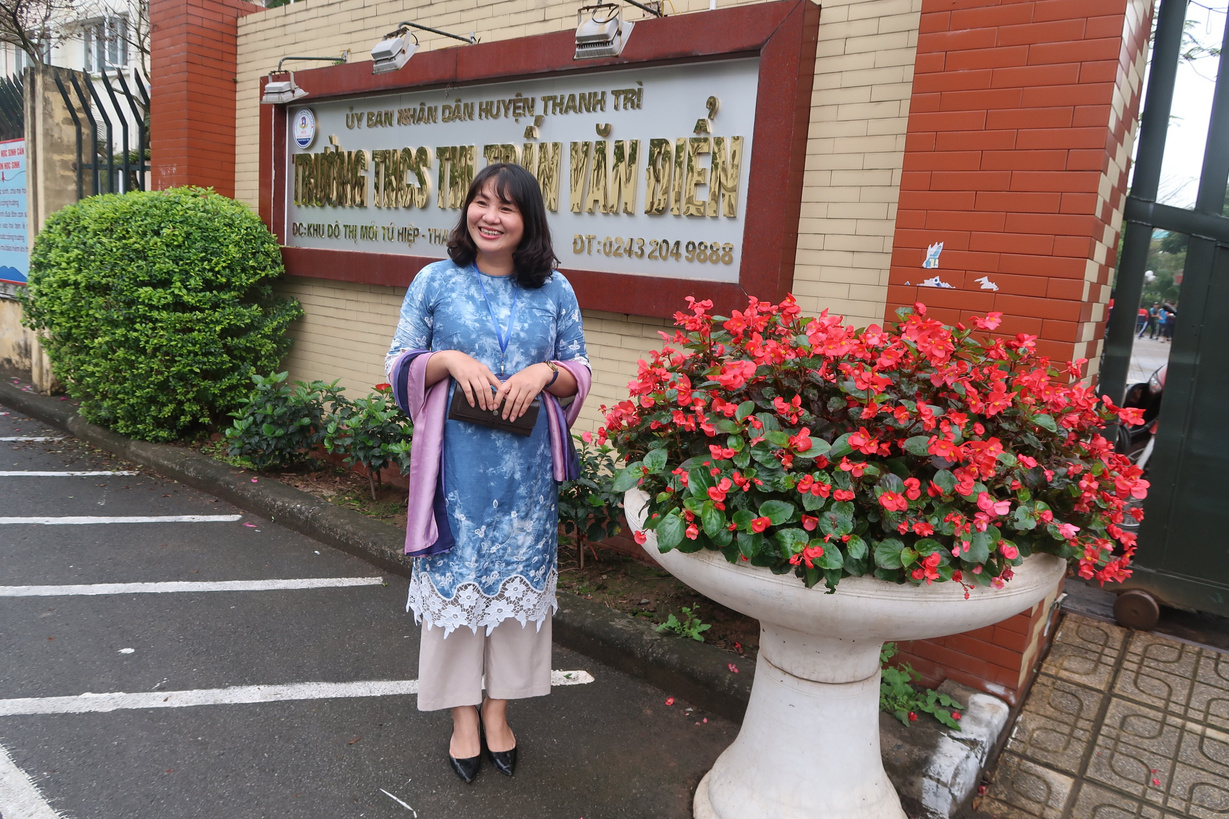 ỦY BAN NHÂN DÂN HUYỆN THANH TRÌ
TRƯỜNG THCS THỊ TRẤN VĂN ĐIỂN
ĐC:KHU ĐÔ THỊ MỚI TỨ HIỆP - THA
ĐT:0243 204 9888